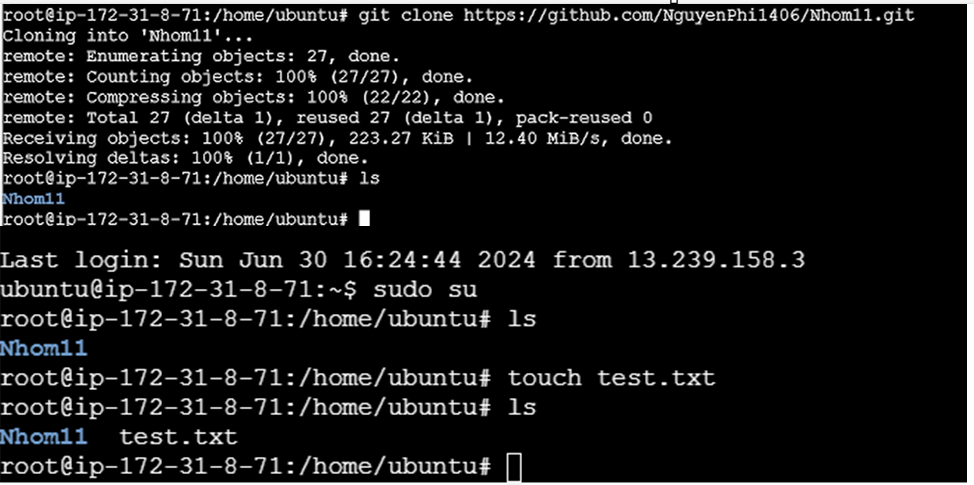 root@ip-172-31-8-71:/home/ubuntu# git clone https://github.com/NguyenPhi1406/Nhom11.git
Cloning into 'Nhom11'...
remote: Enumerating objects: 27, done.
remote: Counting objects: 100% (27/27), done.
remote: Compressing objects: 100% (22/22), done.
remote: Total 27 (delta 1), reused 27 (delta 1), pack-reused 0
Receiving objects: 100% (27/27), 223.27 KiB | 12.40 MiB/s, done.
Resolving deltas: 100% (1/1), done.
root@ip-172-31-8-71:/home/ubuntu# ls
Nhom11
root@ip-172-31-8-71:/home/ubuntu#
Last login: Sun Jun 30 16:24:44 2024 from 13.239.158.3
ubuntu@ip-172-31-8-71:~$ sudo su
root@ip-172-31-8-71:/home/ubuntu# ls
Nhom11
root@ip-172-31-8-71:/home/ubuntu# touch test.txt
root@ip-172-31-8-71:/home/ubuntu# ls
Nhom11  test.txt
root@ip-172-31-8-71:/home/ubuntu#